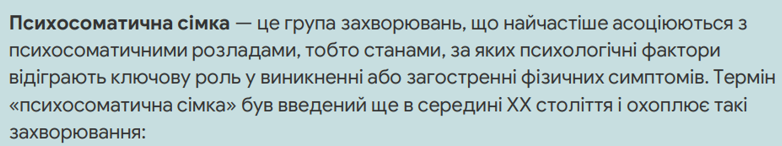 Психосоматична сімка — це група захворювань, що найчастіше асоціюються з
психосоматичними розладами, тобто станами, за яких психологічні фактори
відіграють ключову роль у виникненні або загостренні фізичних симптомів. Термін
«психосоматична сімка» був введений ще в середині XX століття і охоплює такі
захворювання: